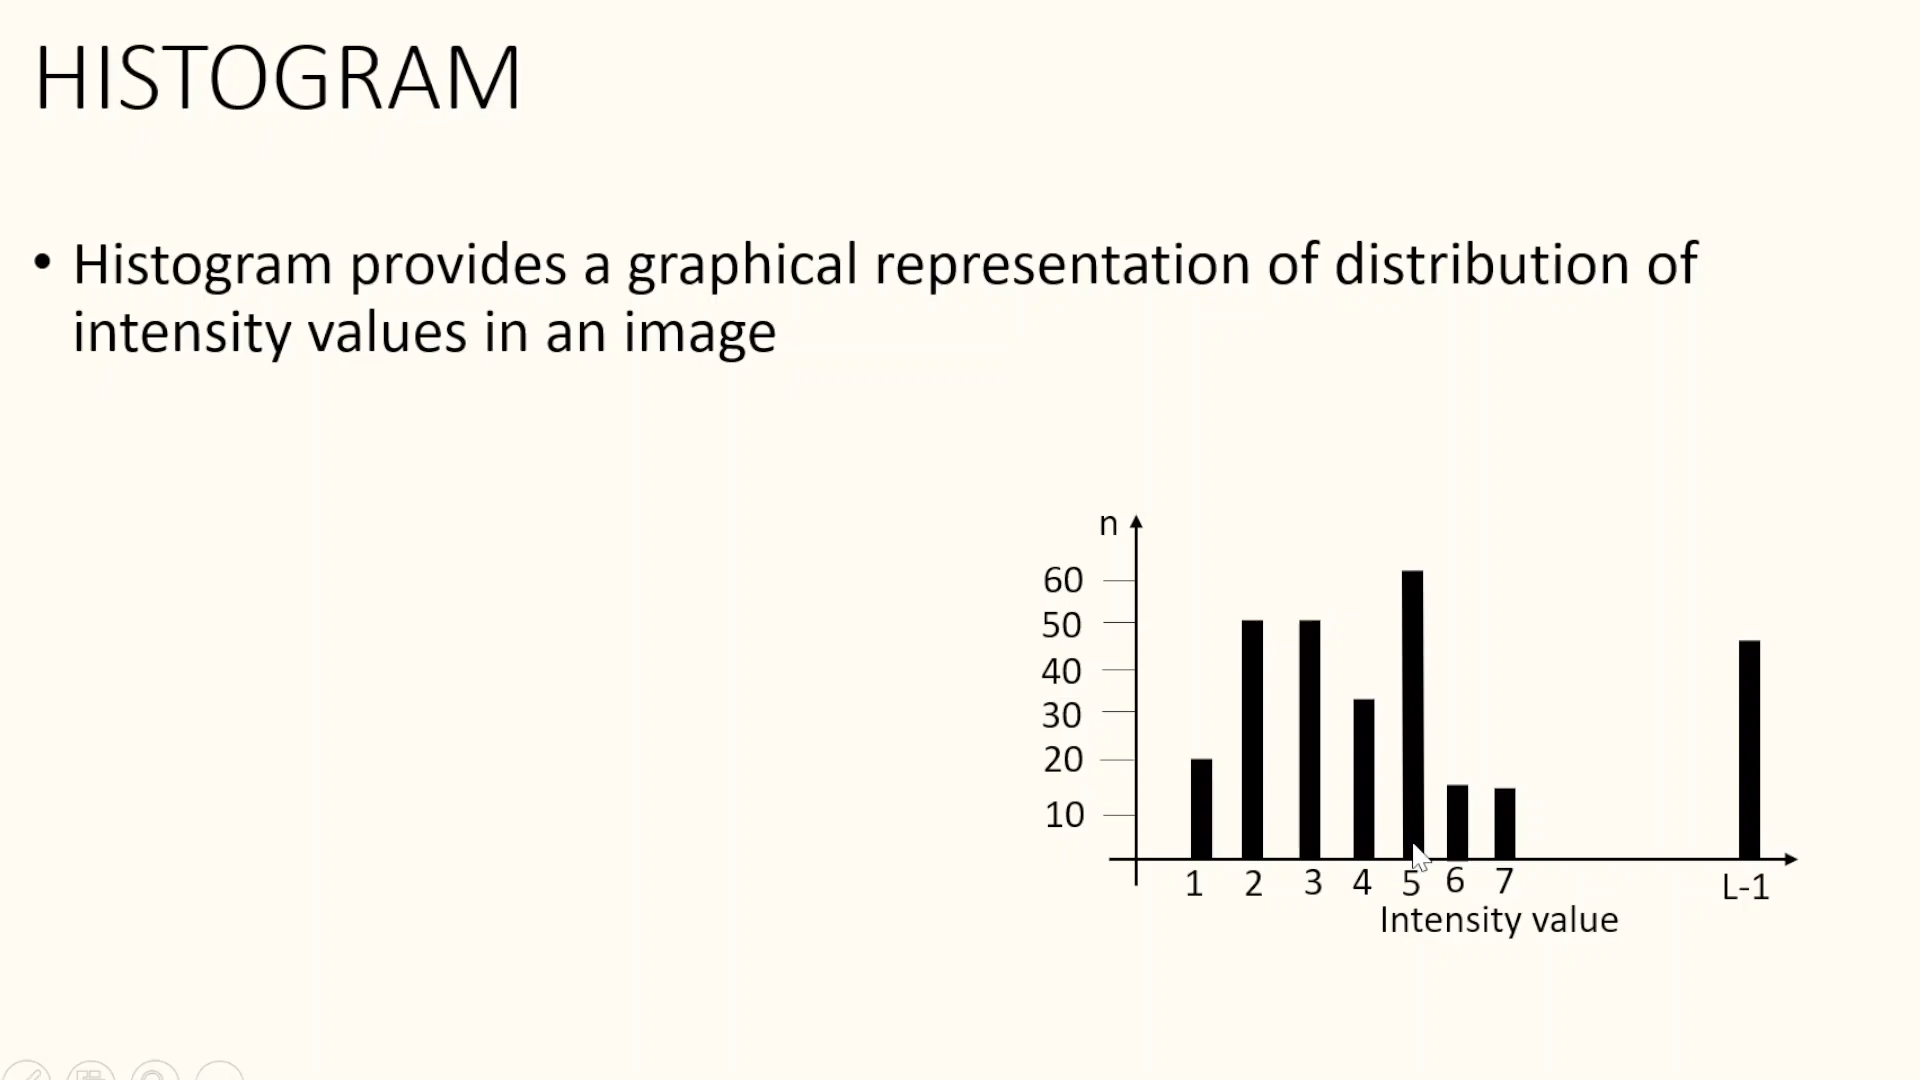 HISTOGRAM
• Histogram provides a graphical representation of distribution of
intensity values in an image
n
60
50
40
30
20
10
1 2 3 4 5 6 7 L-1
Intensity value